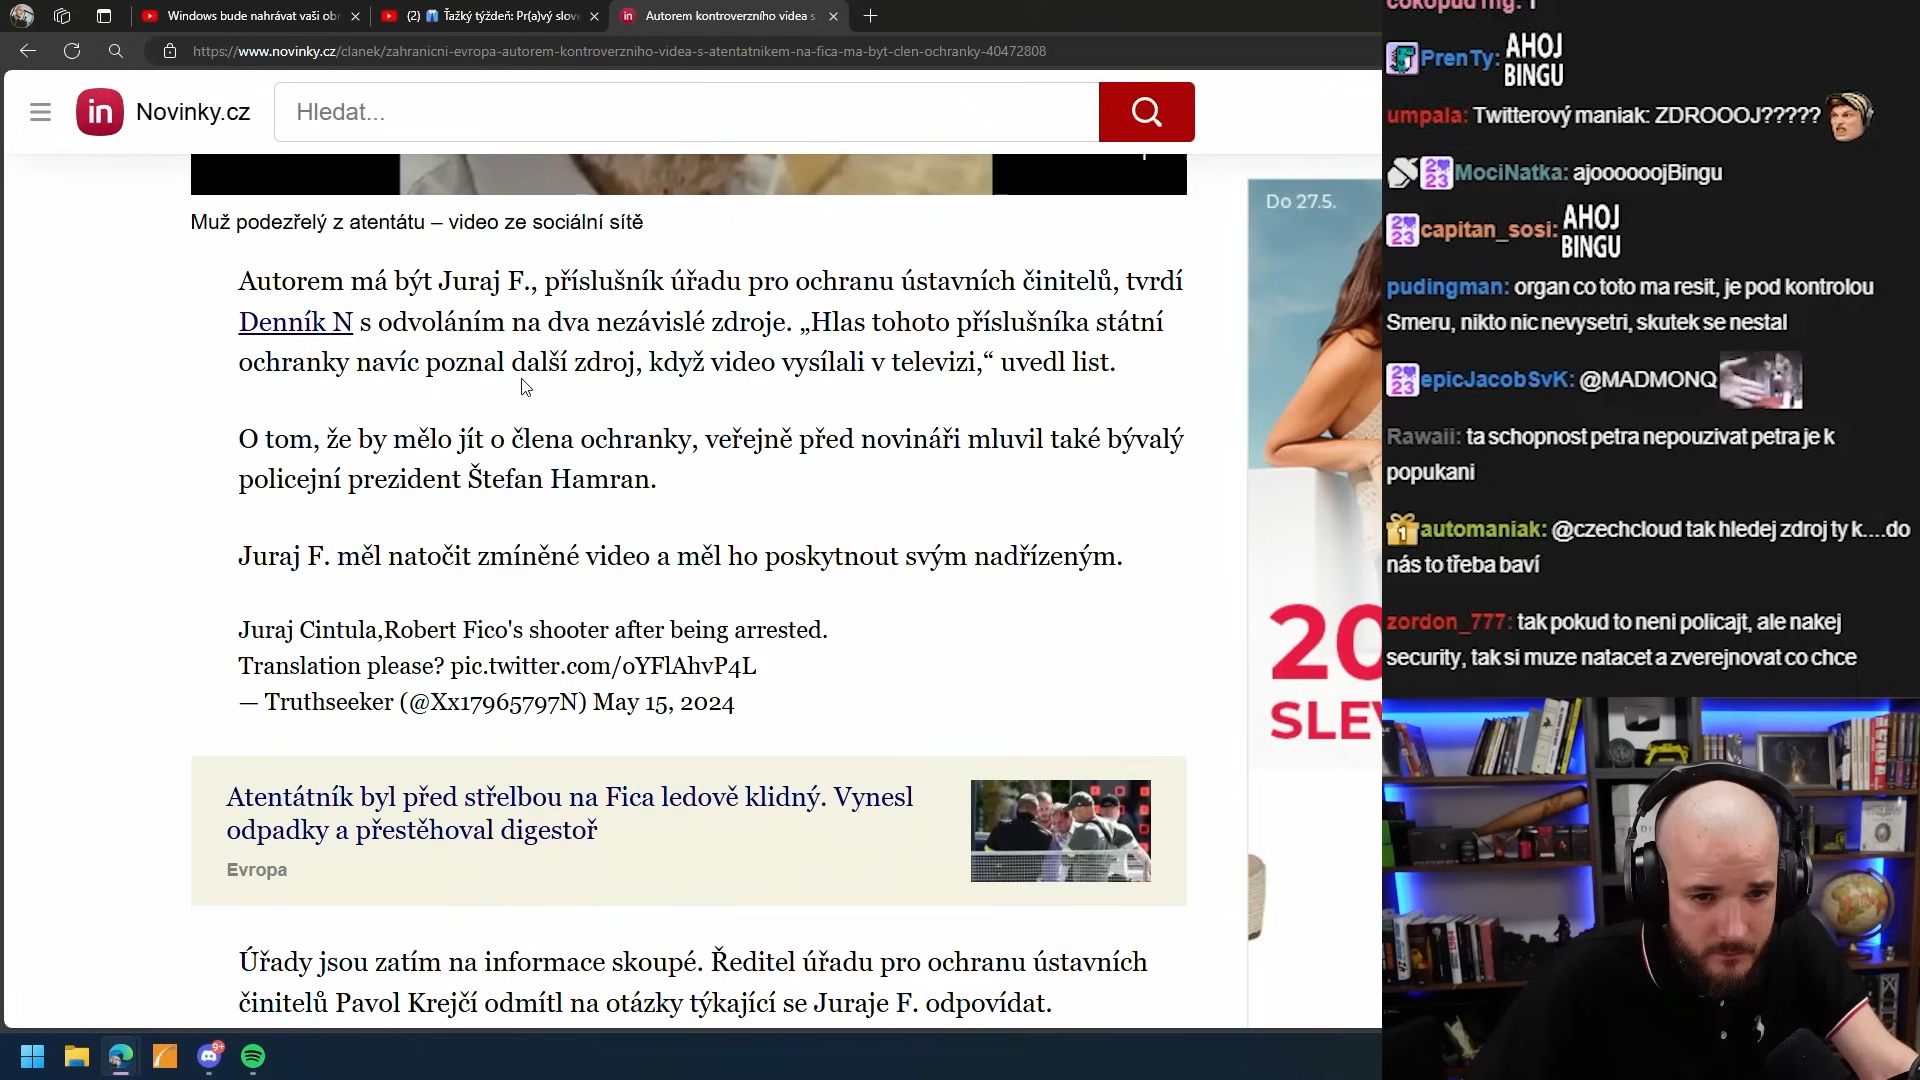 Windows bude nahrávat vaši obr
(2) Ťažký týždeň: Pr(a)vý slove
Autorem kontroverzního videa s
https://www.novinky.cz/clanek/zahranicni-evropa-autorem-kontroverzniho-videa-s-atentatnikem-na-fica-ma-byt-clen-ochranky-40472808
in Novinky.cz
Hledat...
Muž podezřelý z atentátu – video ze sociální sítě
Autorem má být Juraj F., příslušník úřadu pro ochranu ústavních činitelů, tvrdí
Denník N s odvoláním na dva nezávislé zdroje. „Hlas tohoto příslušníka státní
ochranky navíc poznal další zdroj, když video vysílali v televizi,“ uvedl list.
O tom, že by mělo jít o člena ochranky, veřejně před novináři mluvil také bývalý
policejní prezident Štefan Hamran.
Juraj F. měl natočit zmíněné video a měl ho poskytnout svým nadřízeným.
Juraj Cintula,Robert Fico's shooter after being arrested.
Translation please? pic.twitter.com/oYFlAhvP4L
— Truthseeker (@Xx17965797N) May 15, 2024
Atentátník byl před střelbou na Fica ledově klidný. Vynesl
odpadky a přestěhoval digestoř
Evropa
Úřady jsou zatím na informace skoupé. Ředitel úřadu pro ochranu ústavních
činitelů Pavol Krejčí odmítl na otázky týkající se Juraje F. odpovídat.
Do 27.5.
20
SLEV
PrenTy: AHOJ
BINGU
umpala: Twitterový maniak: ZDROOOJ?????
MociNatka: ajoooooojBingu
capitan_sosi: AHOJ
BINGU
pudingman: organ co toto ma resit, je pod kontrolou
Smeru, nikto nic nevysetri, skutek se nestal
epicJacobSvK: @MADMONQ
Rawaii: ta schopnost petra nepouzivat petra je k
popukani
automaniak: @czechcloud tak hledej zdroj ty k....do
nás to třeba baví
zordon_777: tak pokud to neni policajt, ale nakej
security, tak si muze natacet a zverejnovat co chce
9+